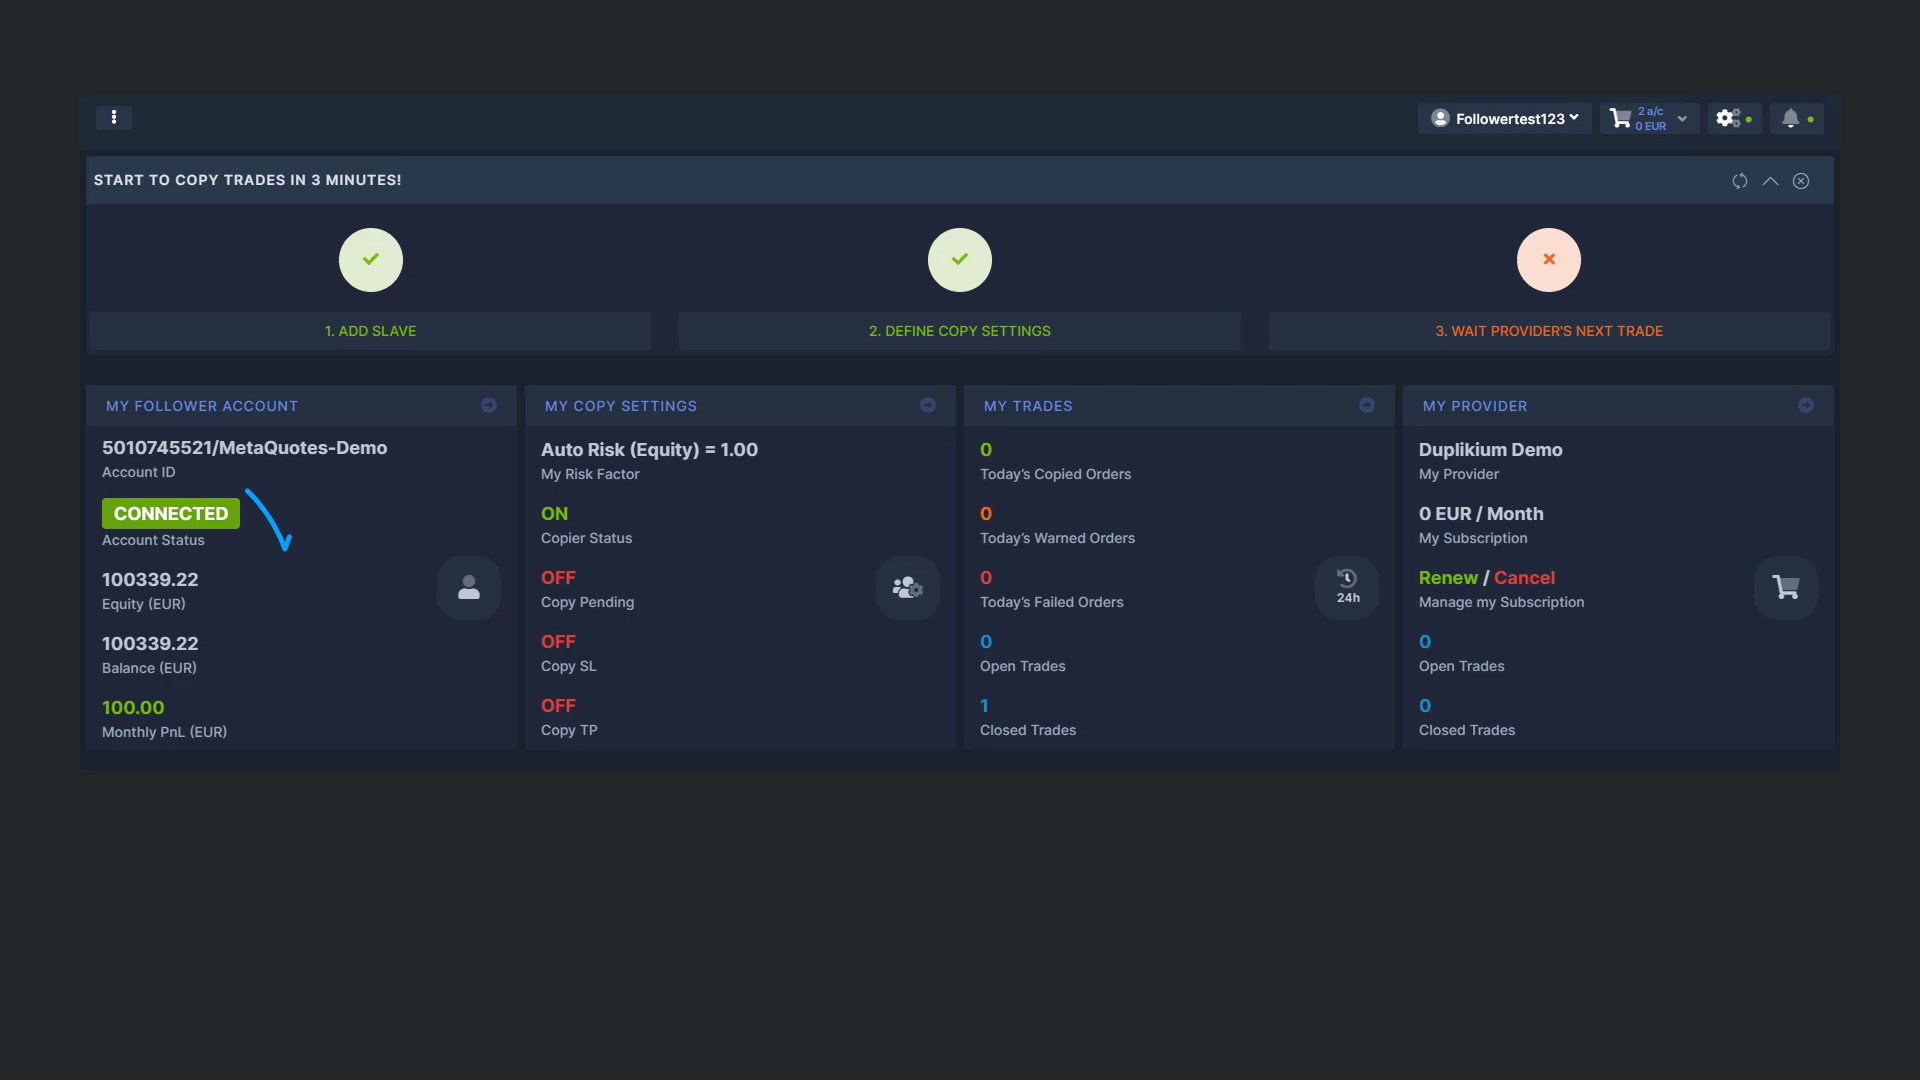 Followertest123
2 a/c
0 EUR
START TO COPY TRADES IN 3 MINUTES!
1. ADD SLAVE
2. DEFINE COPY SETTINGS
3. WAIT PROVIDER'S NEXT TRADE
MY FOLLOWER ACCOUNT
5010745521/MetaQuotes-Demo
Account ID
CONNECTED
Account Status
100339.22
Equity (EUR)
100339.22
Balance (EUR)
100.00
Monthly PnL (EUR)
MY COPY SETTINGS
Auto Risk (Equity) = 1.00
My Risk Factor
ON
Copier Status
OFF
Copy Pending
OFF
Copy SL
OFF
Copy TP
MY TRADES
0
Today's Copied Orders
0
Today's Warned Orders
0
Today's Failed Orders
24h
0
Open Trades
1
Closed Trades
MY PROVIDER
Duplikium Demo
My Provider
0 EUR / Month
My Subscription
Renew / Cancel
Manage my Subscription
0
Open Trades
0
Closed Trades